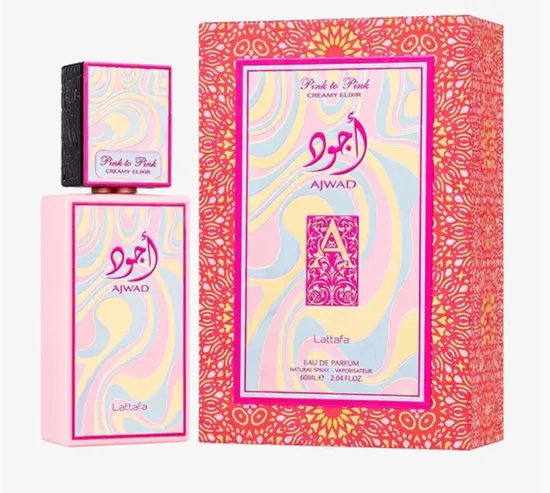 Pink to Pink
CREAMY ELIXIR
أجود
AJWAD
Lattafa
Pink to Pink
CREAMY ELIXIR
أجود
AJWAD
A
Lattafa
EAU DE PARFUM
NATURAL SPRAY - VAPORISATEUR
60ML ℮ 2.04 FL.OZ.